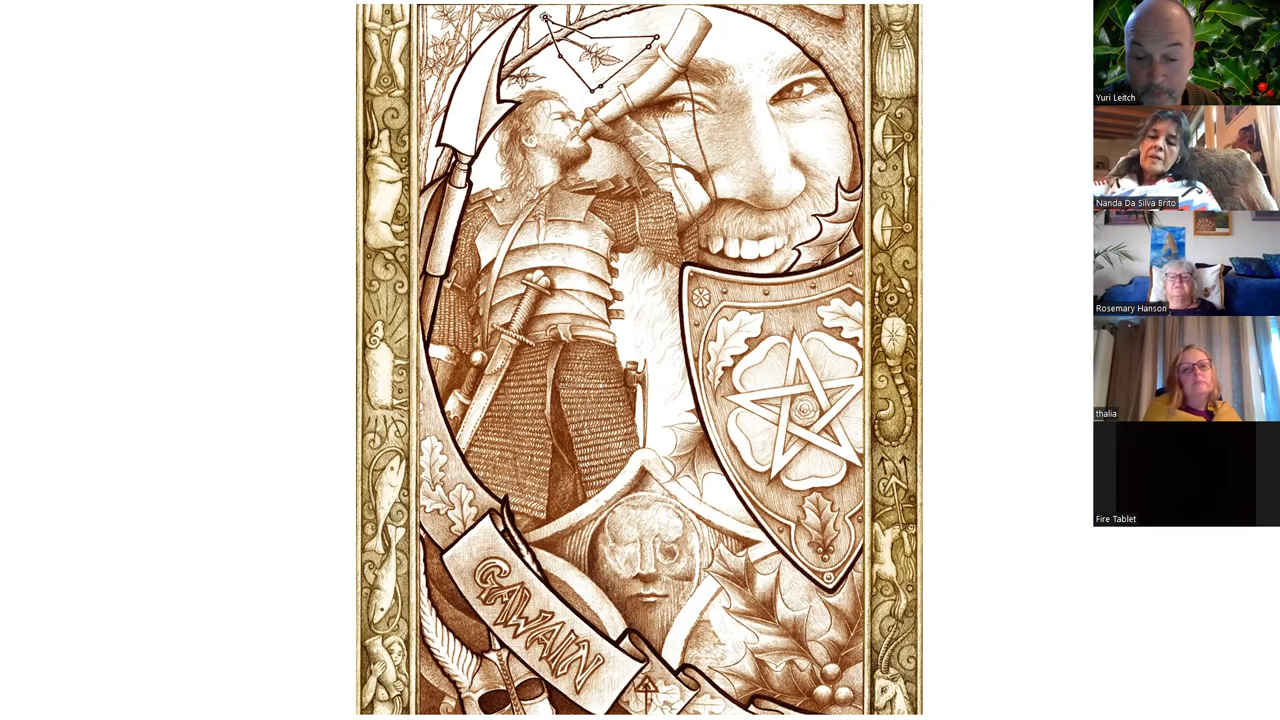 GAWAIN
Yuri Leitch
Nanda Da Silva Brito
Rosemary Hanson
thalia
Fire Tablet